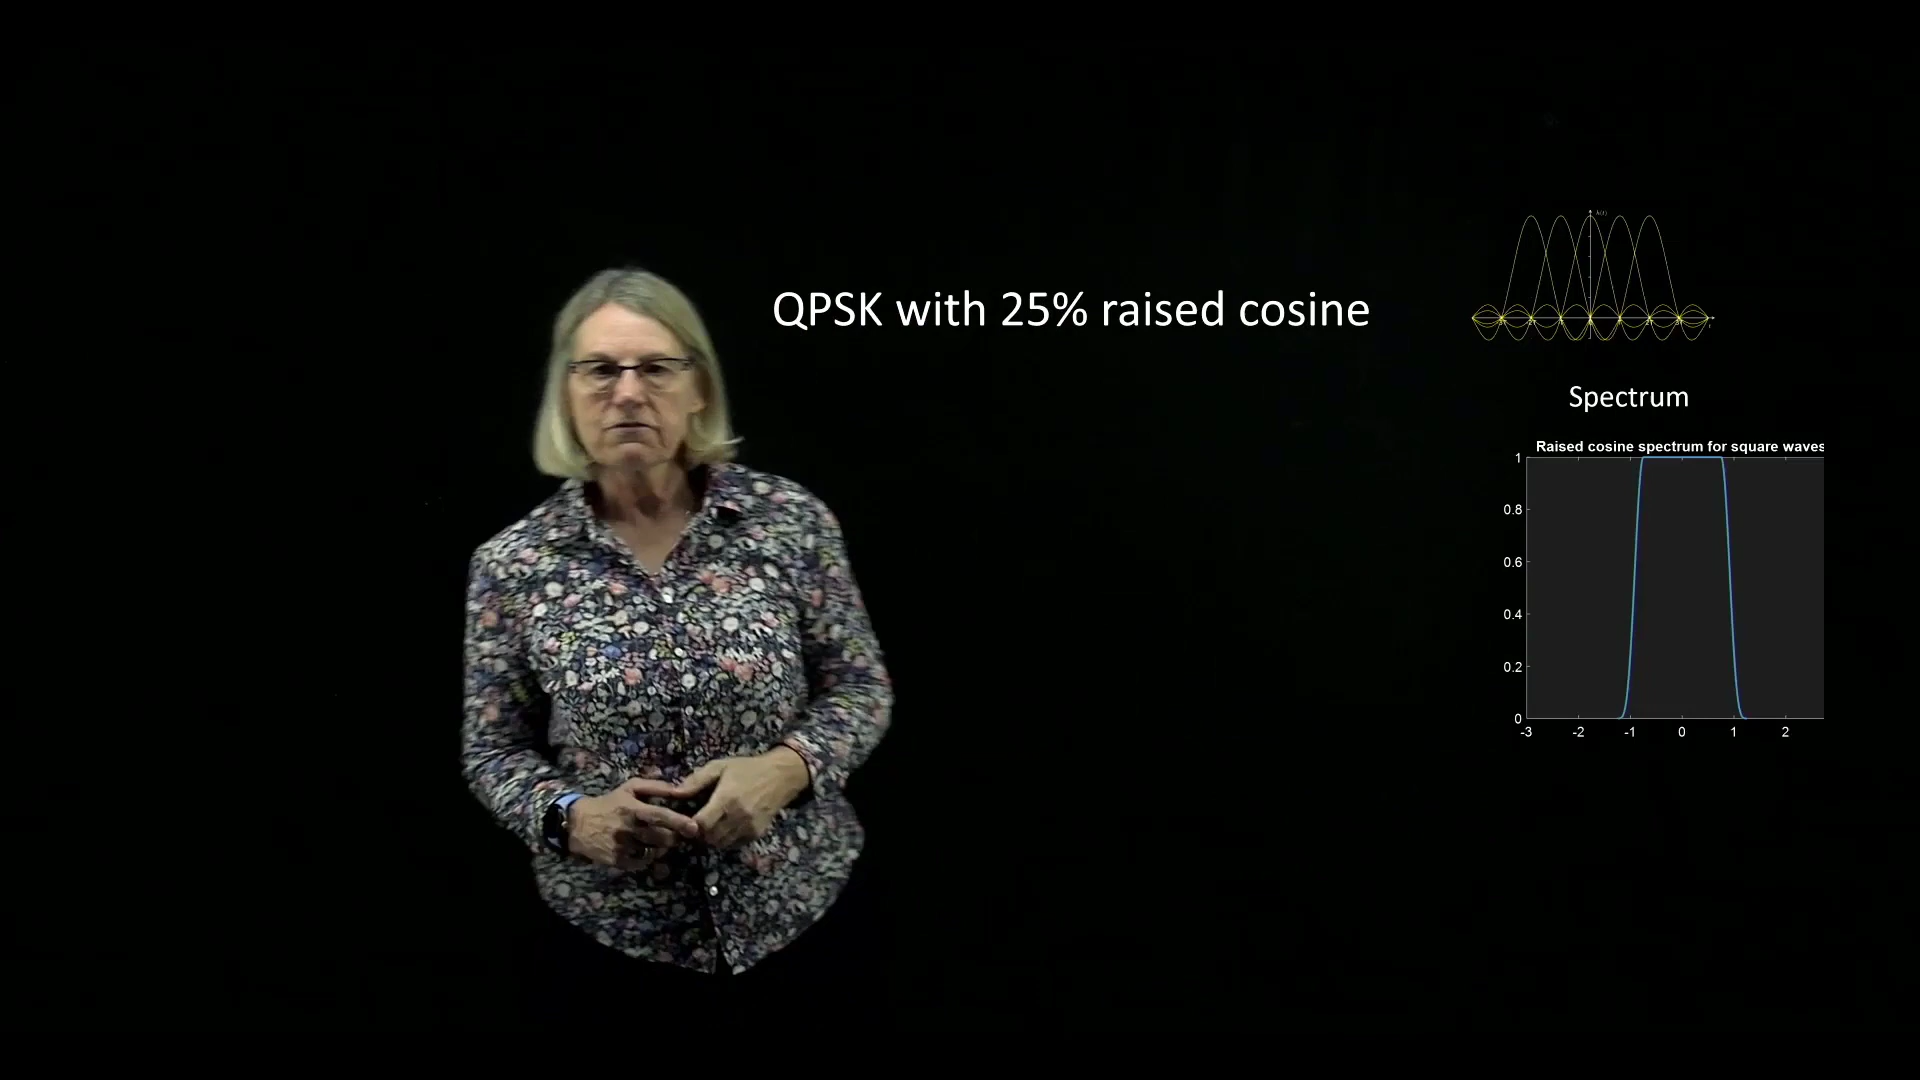 QPSK with 25% raised cosine
h(t)
Spectrum
Raised cosine spectrum for square waves
1
0.8
0.6
0.4
0.2
0
-3 -2 -1 0 1 2